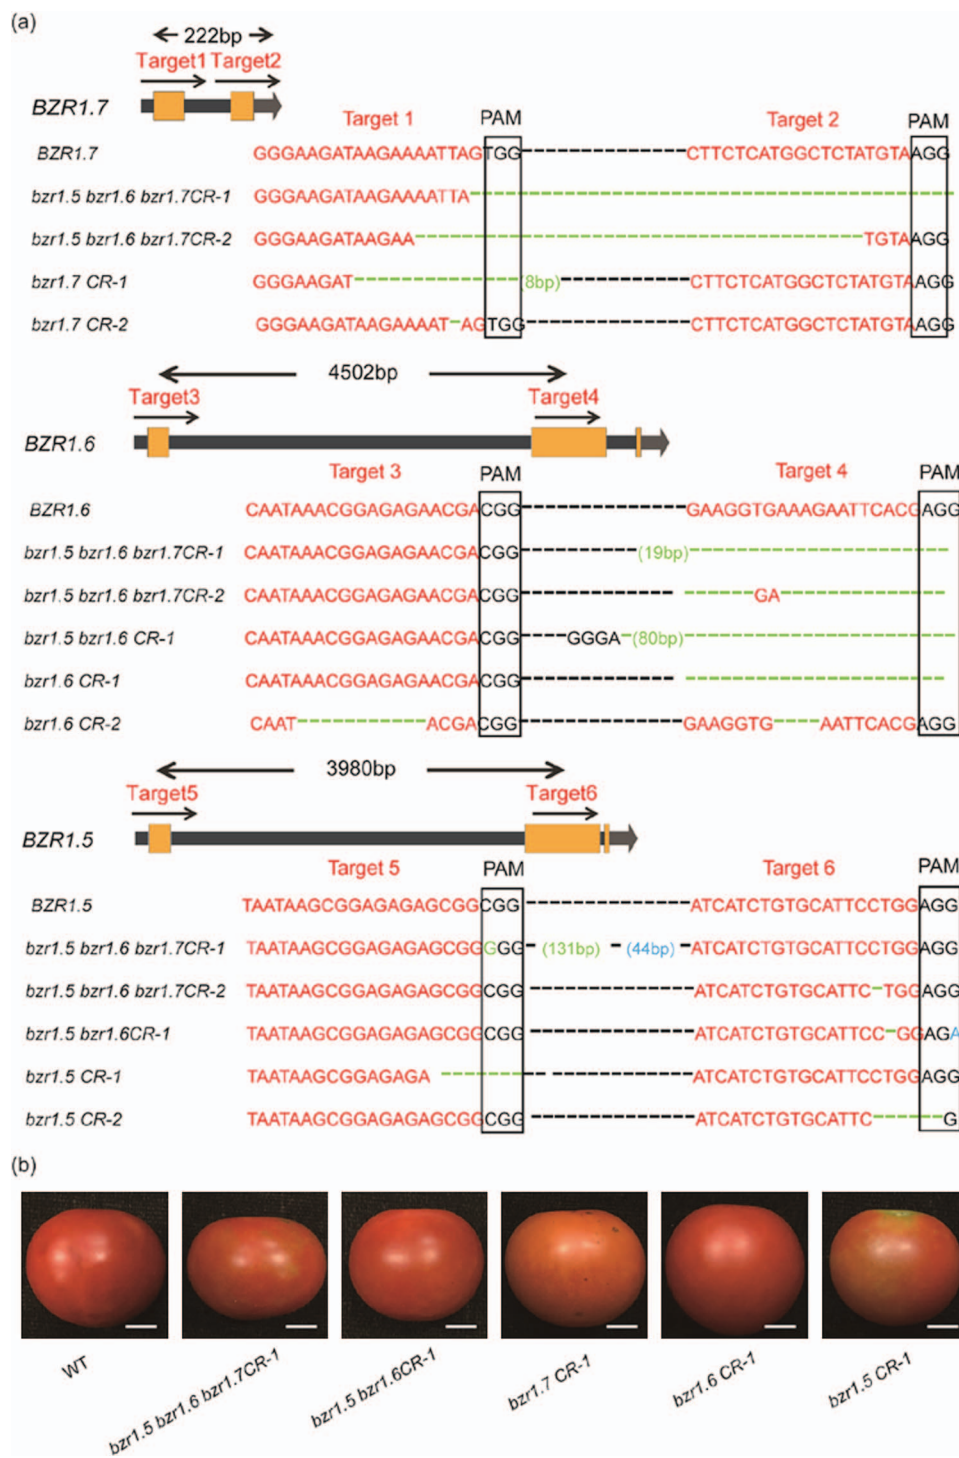 (a)
222bp
Target1 Target2
BZR1.7
Target 1 PAM Target 2 PAM
BZR1.7 GGGAAGATAAGAAAATTAGTGG CTTCTCATGGCTCTATGTAAGG
bzr1.5 bzr1.6 bzr1.7CR-1 GGGAAGATAAGAAAATTA
bzr1.5 bzr1.6 bzr1.7CR-2 GGGAAGATAAGAA TGTAAGG
bzr1.7 CR-1 GGGAAGAT (8bp) CTTCTCATGGCTCTATGTAAGG
bzr1.7 CR-2 GGGAAGATAAGAAAAT-AGTGG CTTCTCATGGCTCTATGTAAGG
4502bp
Target3 Target4
BZR1.6
Target 3 PAM Target 4 PAM
BZR1.6 CAATAAACGGAGAGAACGACGG GAAGGTGAAAGAATTCACGAGG
bzr1.5 bzr1.6 bzr1.7CR-1 CAATAAACGGAGAGAACGACGG (19bp)
bzr1.5 bzr1.6 bzr1.7CR-2 CAATAAACGGAGAGAACGACGG GA
bzr1.5 bzr1.6 CR-1 CAATAAACGGAGAGAACGACGG GGGA (80bp)
bzr1.6 CR-1 CAATAAACGGAGAGAACGACGG
bzr1.6 CR-2 CAAT ACGACGG GAAGGTG AATTCACGAGG
3980bp
Target5 Target6
BZR1.5
Target 5 PAM Target 6 PAM
BZR1.5 TAATAAGCGGAGAGAGCGGCGG ATCATCTGTGCATTCCTGGAGG
bzr1.5 bzr1.6 bzr1.7CR-1 TAATAAGCGGAGAGAGCGGGGG (131bp) (44bp) ATCATCTGTGCATTCCTGGAGG
bzr1.5 bzr1.6 bzr1.7CR-2 TAATAAGCGGAGAGAGCGGCGG ATCATCTGTGCATTC-TGGAGG
bzr1.5 bzr1.6CR-1 TAATAAGCGGAGAGAGCGGCGG ATCATCTGTGCATTCC-GGAGA
bzr1.5 CR-1 TAATAAGCGGAGAGA ATCATCTGTGCATTCCTGGAGG
bzr1.5 CR-2 TAATAAGCGGAGAGAGCGGCGG ATCATCTGTGCATTC G
(b)
WT bzr1.5 bzr1.6 bzr1.7CR-1 bzr1.5 bzr1.6CR-1 bzr1.7 CR-1 bzr1.6 CR-1 bzr1.5 CR-1